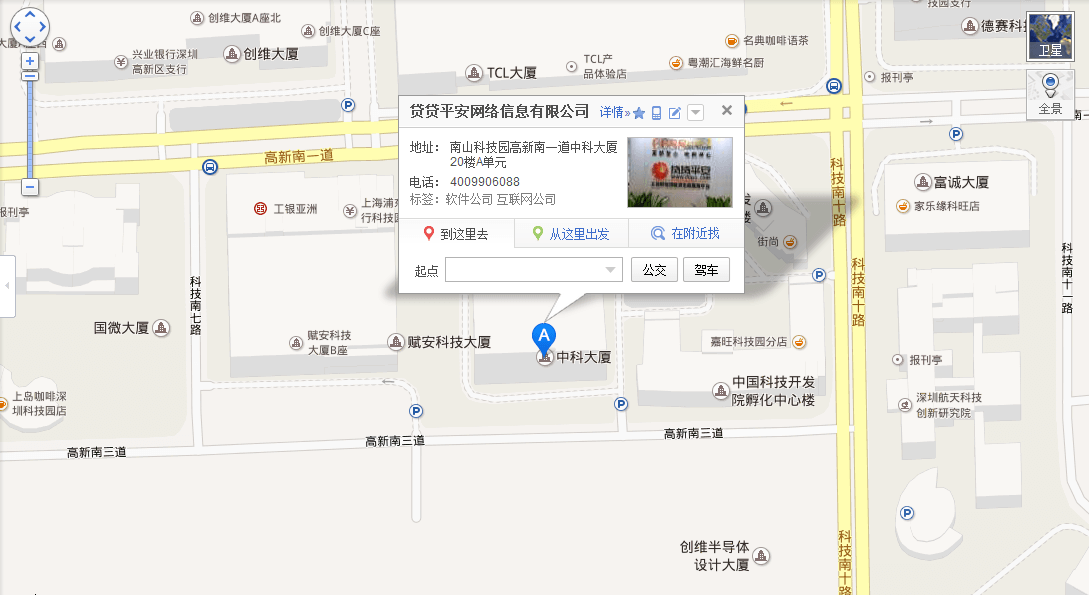 创维大厦A座北
技园支行
创维大厦C座
德赛科技
兴业银行深圳
高新区支行
创维大厦
名典咖啡语茶
TCL大厦
TCL产
品体验店
粤潮汇海鲜名厨
卫星
报刊亭
全景
南一
P
贷贷平安网络信息有限公司
详情»
地址：
南山科技园高新南一道中科大厦
20楼A单元
电话：
4009906088
标签：
软件公司 互联网公司
到这里去
从这里出发
在附近找
起点
公交
驾车
高新南一道
科技南十路
报刊亭
工银亚洲
上海浦东
行科技园
富诚大厦
家乐缘科旺店
街尚
P
P
科技南七路
科技南十路
科技南十一路
国微大厦
赋安科技
大厦B座
赋安科技大厦
A
中科大厦
嘉旺科技园分店
报刊亭
中国科技开发
院孵化中心楼
上岛咖啡深
圳科技园店
P
P
深圳航天科技
创新研究院
高新南三道
高新南三道
高新南三道
P
创维半导体
设计大厦
科技南十路